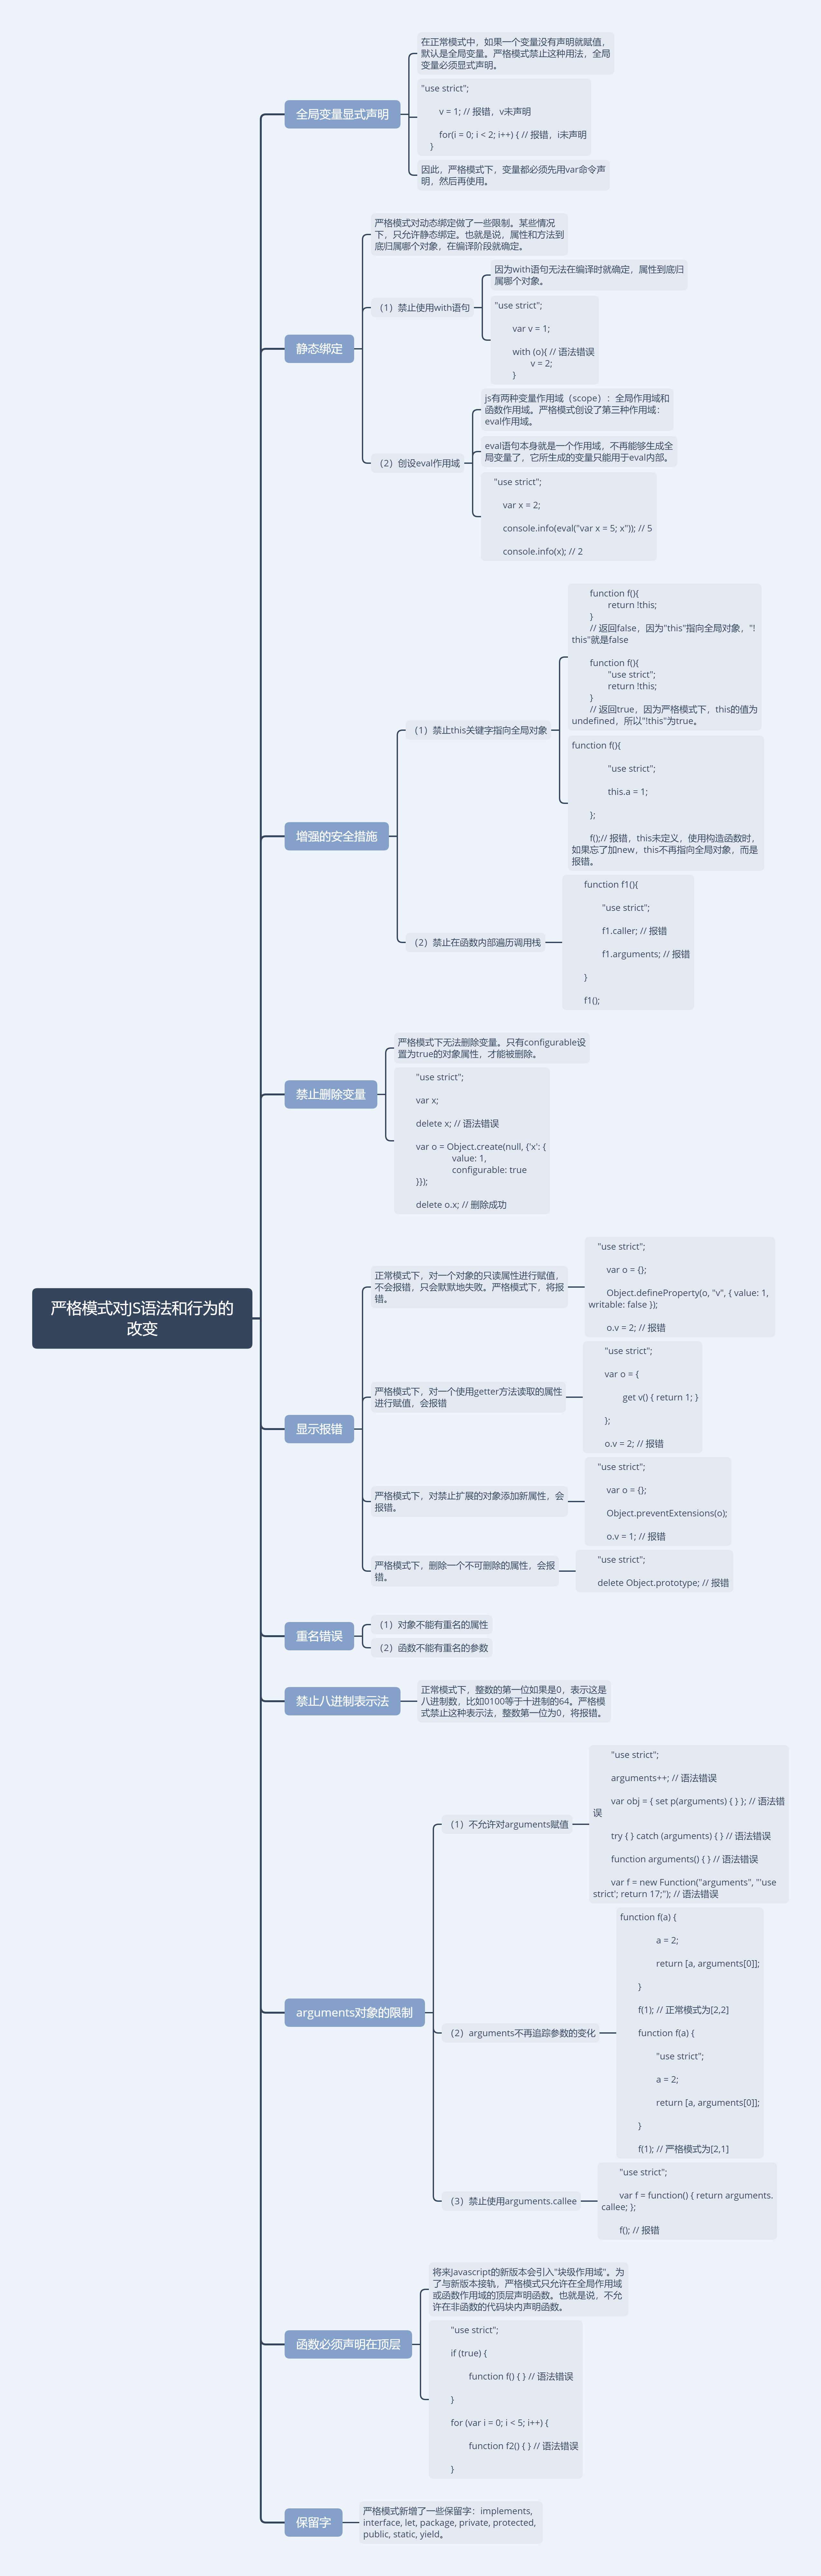 严格模式对JS语法和行为的
改变
全局变量显式声明
在正常模式中，如果一个变量没有声明就赋值，
默认是全局变量。严格模式禁止这种用法，全局
变量必须显式声明。
"use strict";
v = 1; // 报错，v未声明
for(i = 0; i < 2; i++) { // 报错，i未声明
}
因此，严格模式下，变量都必须先用var命令声
明，然后再使用。
静态绑定
严格模式对动态绑定做了一些限制。某些情况
下，只允许静态绑定。也就是说，属性和方法到
底归属哪个对象，在编译阶段就确定。
（1）禁止使用with语句
因为with语句无法在编译时就确定，属性到底归
属哪个对象。
"use strict";
var v = 1;
with (o){ // 语法错误
v = 2;
}
（2）创设eval作用域
js有两种变量作用域（scope）：全局作用域和
函数作用域。严格模式创设了第三种作用域：
eval作用域。
eval语句本身就是一个作用域，不再能够生成全
局变量了，它所生成的变量只能用于eval内部。
"use strict";
var x = 2;
console.info(eval("var x = 5; x")); // 5
console.info(x); // 2
增强的安全措施
（1）禁止this关键字指向全局对象
function f(){
return !this;
}
// 返回false，因为"this"指向全局对象，"!
this"就是false
function f(){
"use strict";
return !this;
}
// 返回true，因为严格模式下，this的值为
undefined，所以"!this"为true。
function f(){
"use strict";
this.a = 1;
};
f();// 报错，this未定义，使用构造函数时，
如果忘了加new，this不再指向全局对象，而是
报错。
（2）禁止在函数内部遍历调用栈
function f1(){
"use strict";
f1.caller; // 报错
f1.arguments; // 报错
}
f1();
禁止删除变量
严格模式下无法删除变量。只有configurable设
置为true的对象属性，才能被删除。
"use strict";
var x;
delete x; // 语法错误
var o = Object.create(null, {'x': {
value: 1,
configurable: true
}});
delete o.x; // 删除成功
显示报错
正常模式下，对一个对象的只读属性进行赋值，
不会报错，只会默默地失败。严格模式下，将报
错。
"use strict";
var o = {};
Object.defineProperty(o, "v", { value: 1,
writable: false });
o.v = 2; // 报错
严格模式下，对一个使用getter方法读取的属性
进行赋值，会报错
"use strict";
var o = {
get v() { return 1; }
};
o.v = 2; // 报错
严格模式下，对禁止扩展的对象添加新属性，会
报错。
"use strict";
var o = {};
Object.preventExtensions(o);
o.v = 1; // 报错
严格模式下，删除一个不可删除的属性，会报
错。
"use strict";
delete Object.prototype; // 报错
重名错误
（1）对象不能有重名的属性
（2）函数不能有重名的参数
禁止八进制表示法
正常模式下，整数的第一位如果是0，表示这是
八进制数，比如0100等于十进制的64。严格模
式禁止这种表示法，整数第一位为0，将报错。
arguments对象的限制
（1）不允许对arguments赋值
"use strict";
arguments++; // 语法错误
var obj = { set p(arguments) { } }; // 语法错
误
try { } catch (arguments) { } // 语法错误
function arguments() { } // 语法错误
var f = new Function("arguments", "'use
strict'; return 17;"); // 语法错误
（2）arguments不再追踪参数的变化
function f(a) {
a = 2;
return [a, arguments[0]];
}
f(1); // 正常模式为[2,2]
function f(a) {
"use strict";
a = 2;
return [a, arguments[0]];
}
f(1); // 严格模式为[2,1]
（3）禁止使用arguments.callee
"use strict";
var f = function() { return arguments.
callee; };
f(); // 报错
函数必须声明在顶层
将来Javascript的新版本会引入"块级作用域"。为
了与新版本接轨，严格模式只允许在全局作用域
或函数作用域的顶层声明函数。也就是说，不允
许在非函数的代码块内声明函数。
"use strict";
if (true) {
function f() { } // 语法错误
}
for (var i = 0; i < 5; i++) {
function f2() { } // 语法错误
}
保留字
严格模式新增了一些保留字：implements,
interface, let, package, private, protected,
public, static, yield。